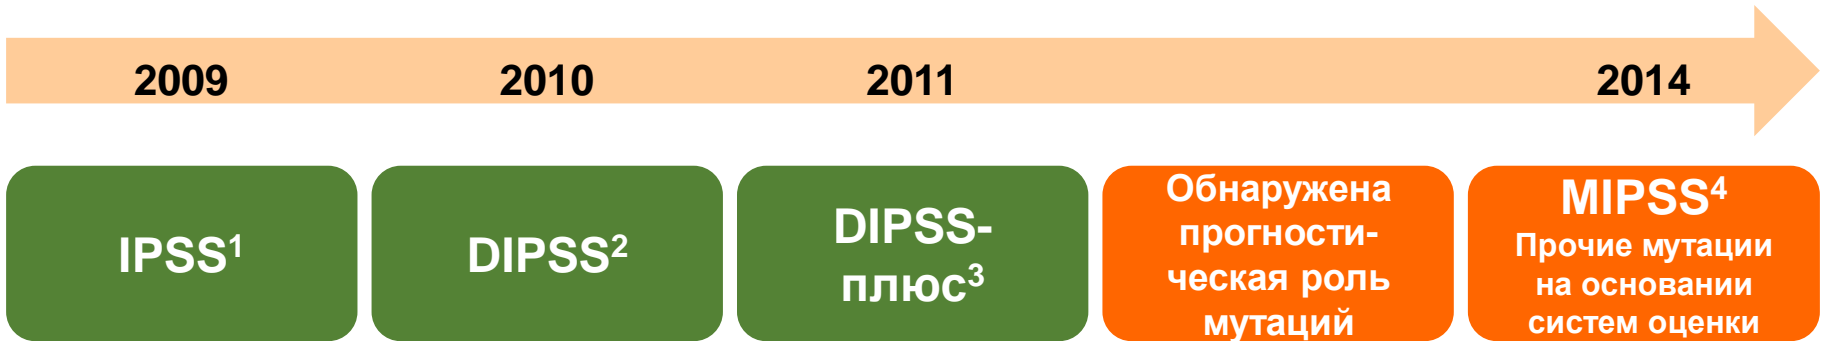 2009
2010
2011
2014
IPSS¹
DIPSS²
DIPSS-
плюс³
Обнаружена
прогности-
ческая роль
мутаций
MIPSS⁴
Прочие мутации
на основании
систем оценки